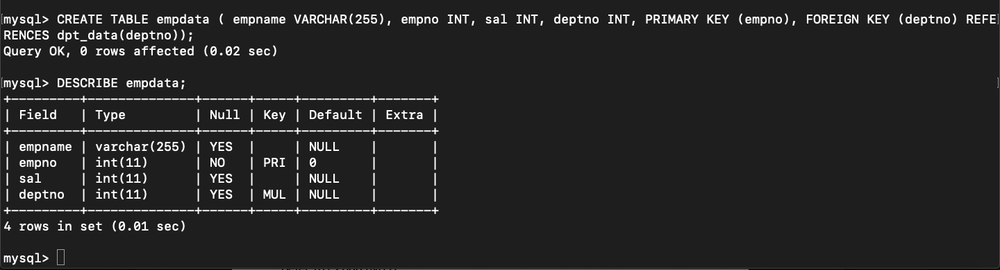 mysql> CREATE TABLE empdata ( empname VARCHAR(255), empno INT, sal INT, deptno INT, PRIMARY KEY (empno), FOREIGN KEY (deptno) REFE
RENCES dpt_data(deptno));
Query OK, 0 rows affected (0.02 sec)
mysql> DESCRIBE empdata;
+---------+--------------+------+-----+---------+-------+
| Field   | Type         | Null | Key | Default | Extra |
+---------+--------------+------+-----+---------+-------+
| empname | varchar(255) | YES  |     | NULL    |       |
| empno   | int(11)      | NO   | PRI | 0       |       |
| sal     | int(11)      | YES  |     | NULL    |       |
| deptno  | int(11)      | YES  | MUL | NULL    |       |
+---------+--------------+------+-----+---------+-------+
4 rows in set (0.01 sec)
mysql>